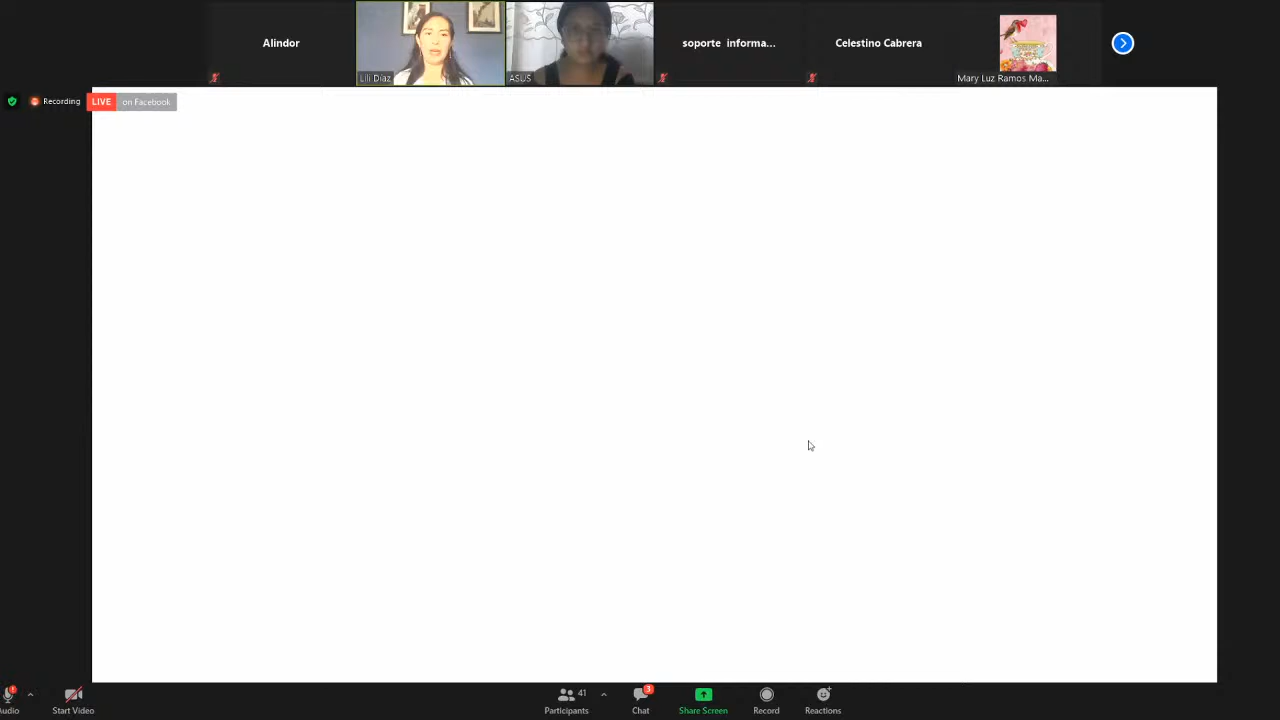 Alindor
Lili Díaz
ASUS
soporte informa...
Celestino Cabrera
Mary Luz Ramos Ma...
Recording
LIVE on Facebook
Audio
Start Video
41
Participants
3
Chat
Share Screen
Record
Reactions